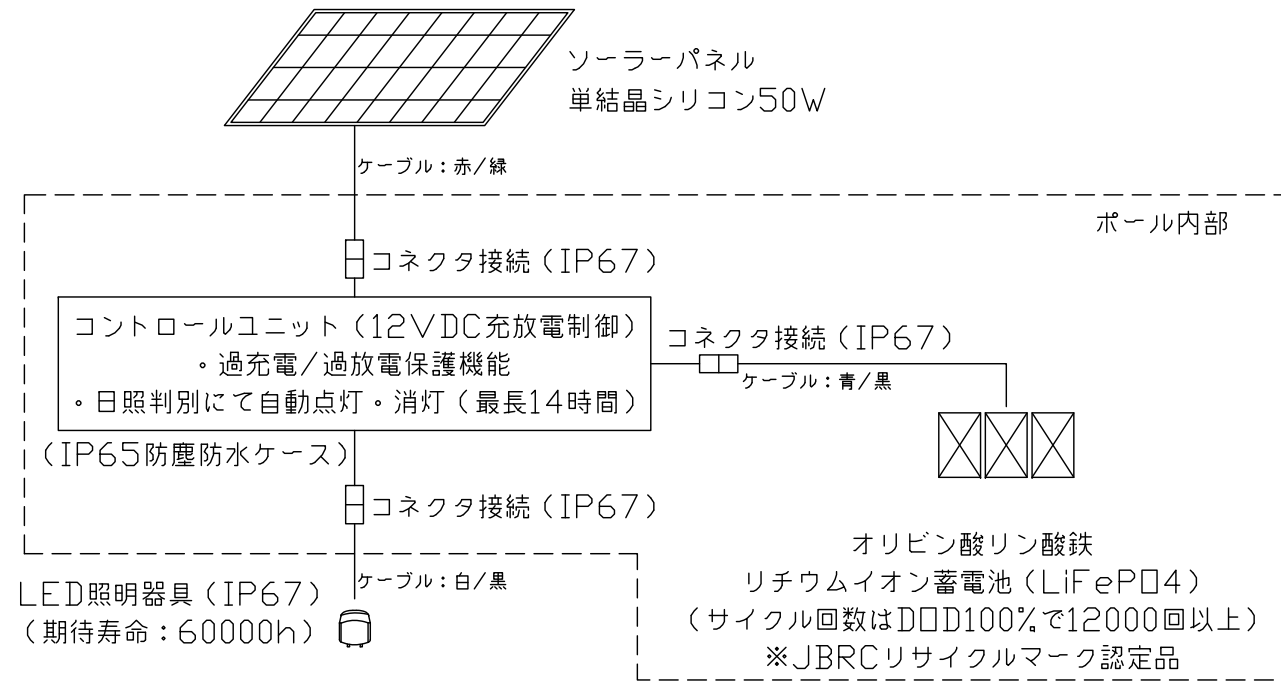 ソーラーパネル
単結晶シリコン50W
ケーブル：赤/緑
ポール内部
コネクタ接続（IP67）
コントロールユニット（12VDC充放電制御）
・過充電/過放電保護機能
・日照判別にて自動点灯・消灯（最長14時間）
（IP65防塵防水ケース）
コネクタ接続（IP67）
ケーブル：青/黒
コネクタ接続（IP67）
ケーブル：白/黒
LED照明器具（IP67）
（期待寿命：60000h）
オリビン酸リン酸鉄
リチウムイオン蓄電池（LiFePO4）
（サイクル回数はDOD100%で12000回以上）
※JBRCリサイクルマーク認定品